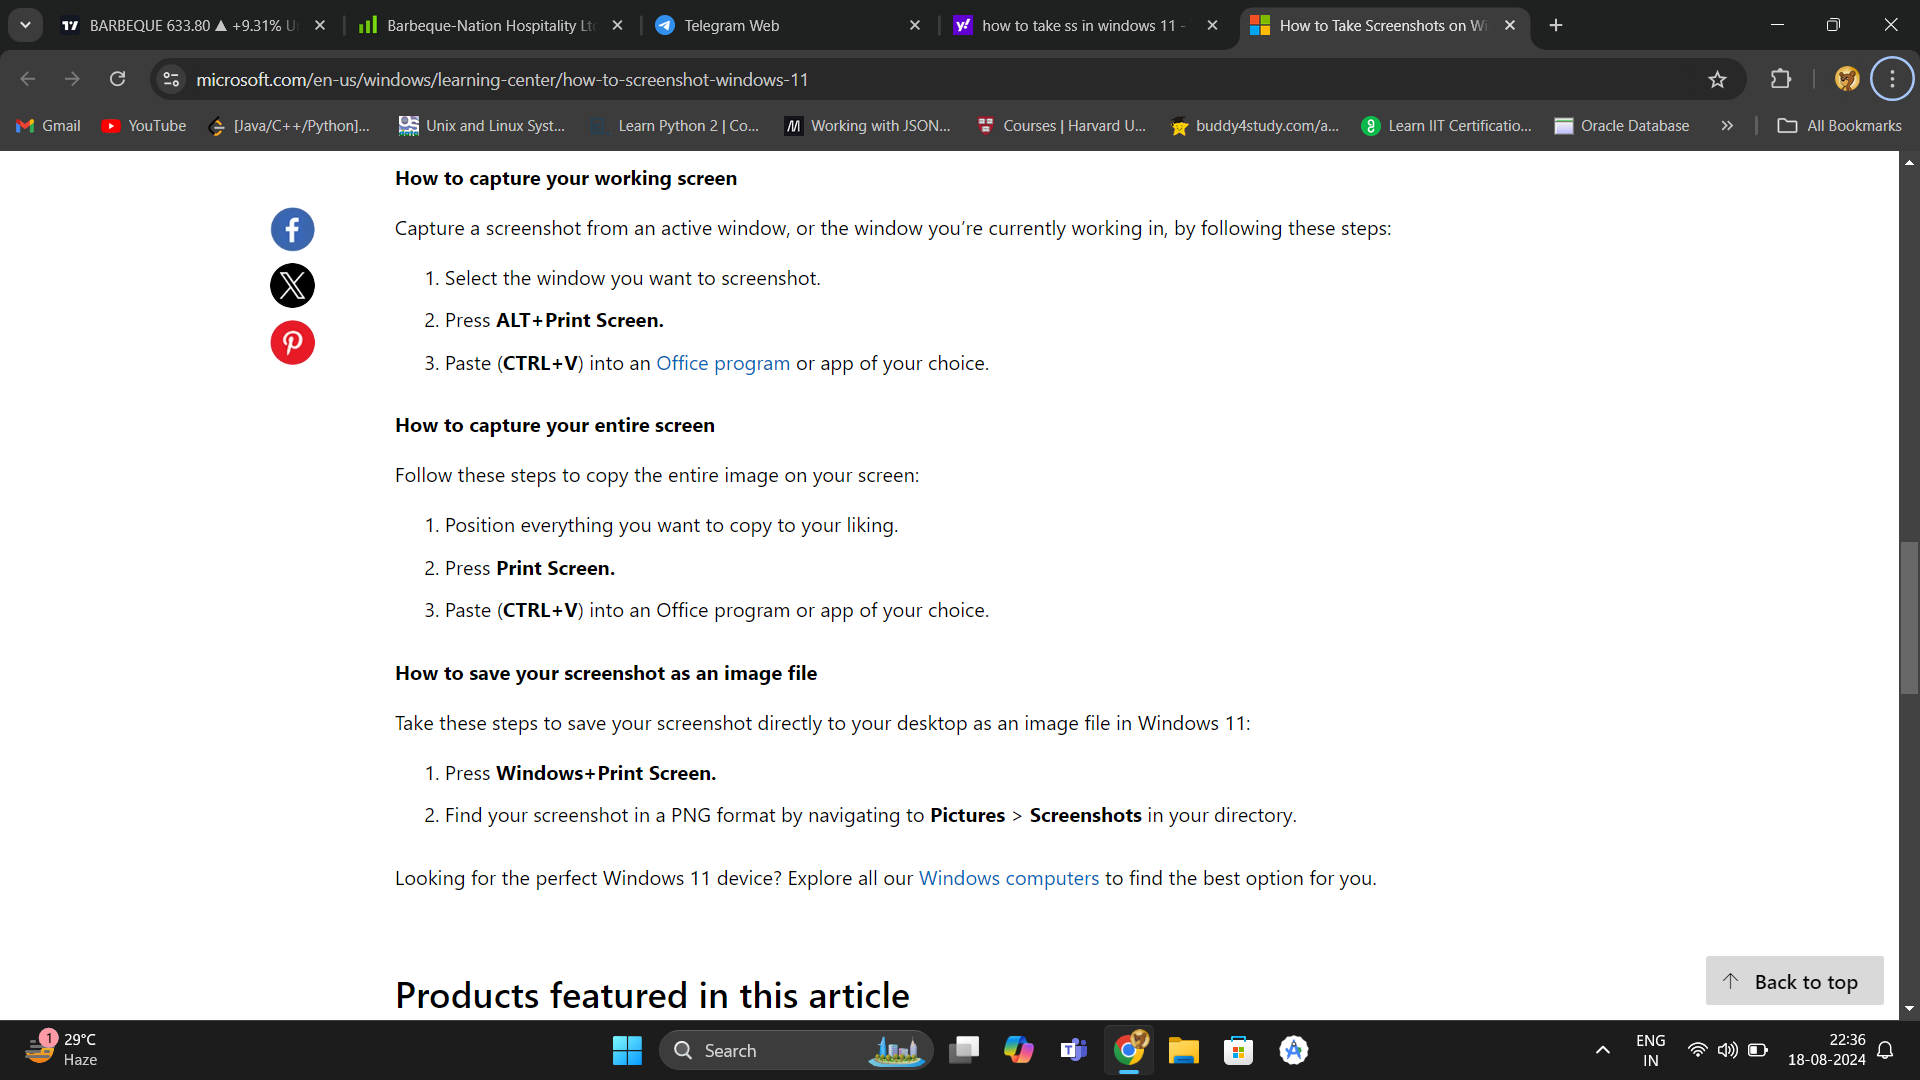 BARBEQUE 633.80 ▲ +9.31% U
Barbeque-Nation Hospitality Ltd
Telegram Web
how to take ss in windows 11 -
How to Take Screenshots on Wi
microsoft.com/en-us/windows/learning-center/how-to-screenshot-windows-11
Gmail
YouTube
[Java/C++/Python]...
Unix and Linux Syst...
Learn Python 2 | Co...
Working with JSON...
Courses | Harvard U...
buddy4study.com/a...
Learn IIT Certificatio...
Oracle Database
All Bookmarks
How to capture your working screen
Capture a screenshot from an active window, or the window you’re currently working in, by following these steps:
1. Select the window you want to screenshot.
2. Press ALT+Print Screen.
3. Paste (CTRL+V) into an Office program or app of your choice.
How to capture your entire screen
Follow these steps to copy the entire image on your screen:
1. Position everything you want to copy to your liking.
2. Press Print Screen.
3. Paste (CTRL+V) into an Office program or app of your choice.
How to save your screenshot as an image file
Take these steps to save your screenshot directly to your desktop as an image file in Windows 11:
1. Press Windows+Print Screen.
2. Find your screenshot in a PNG format by navigating to Pictures > Screenshots in your directory.
Looking for the perfect Windows 11 device? Explore all our Windows computers to find the best option for you.
Back to top
Products featured in this article
1
29°C
Haze
Search
ENG
IN
22:36
18-08-2024